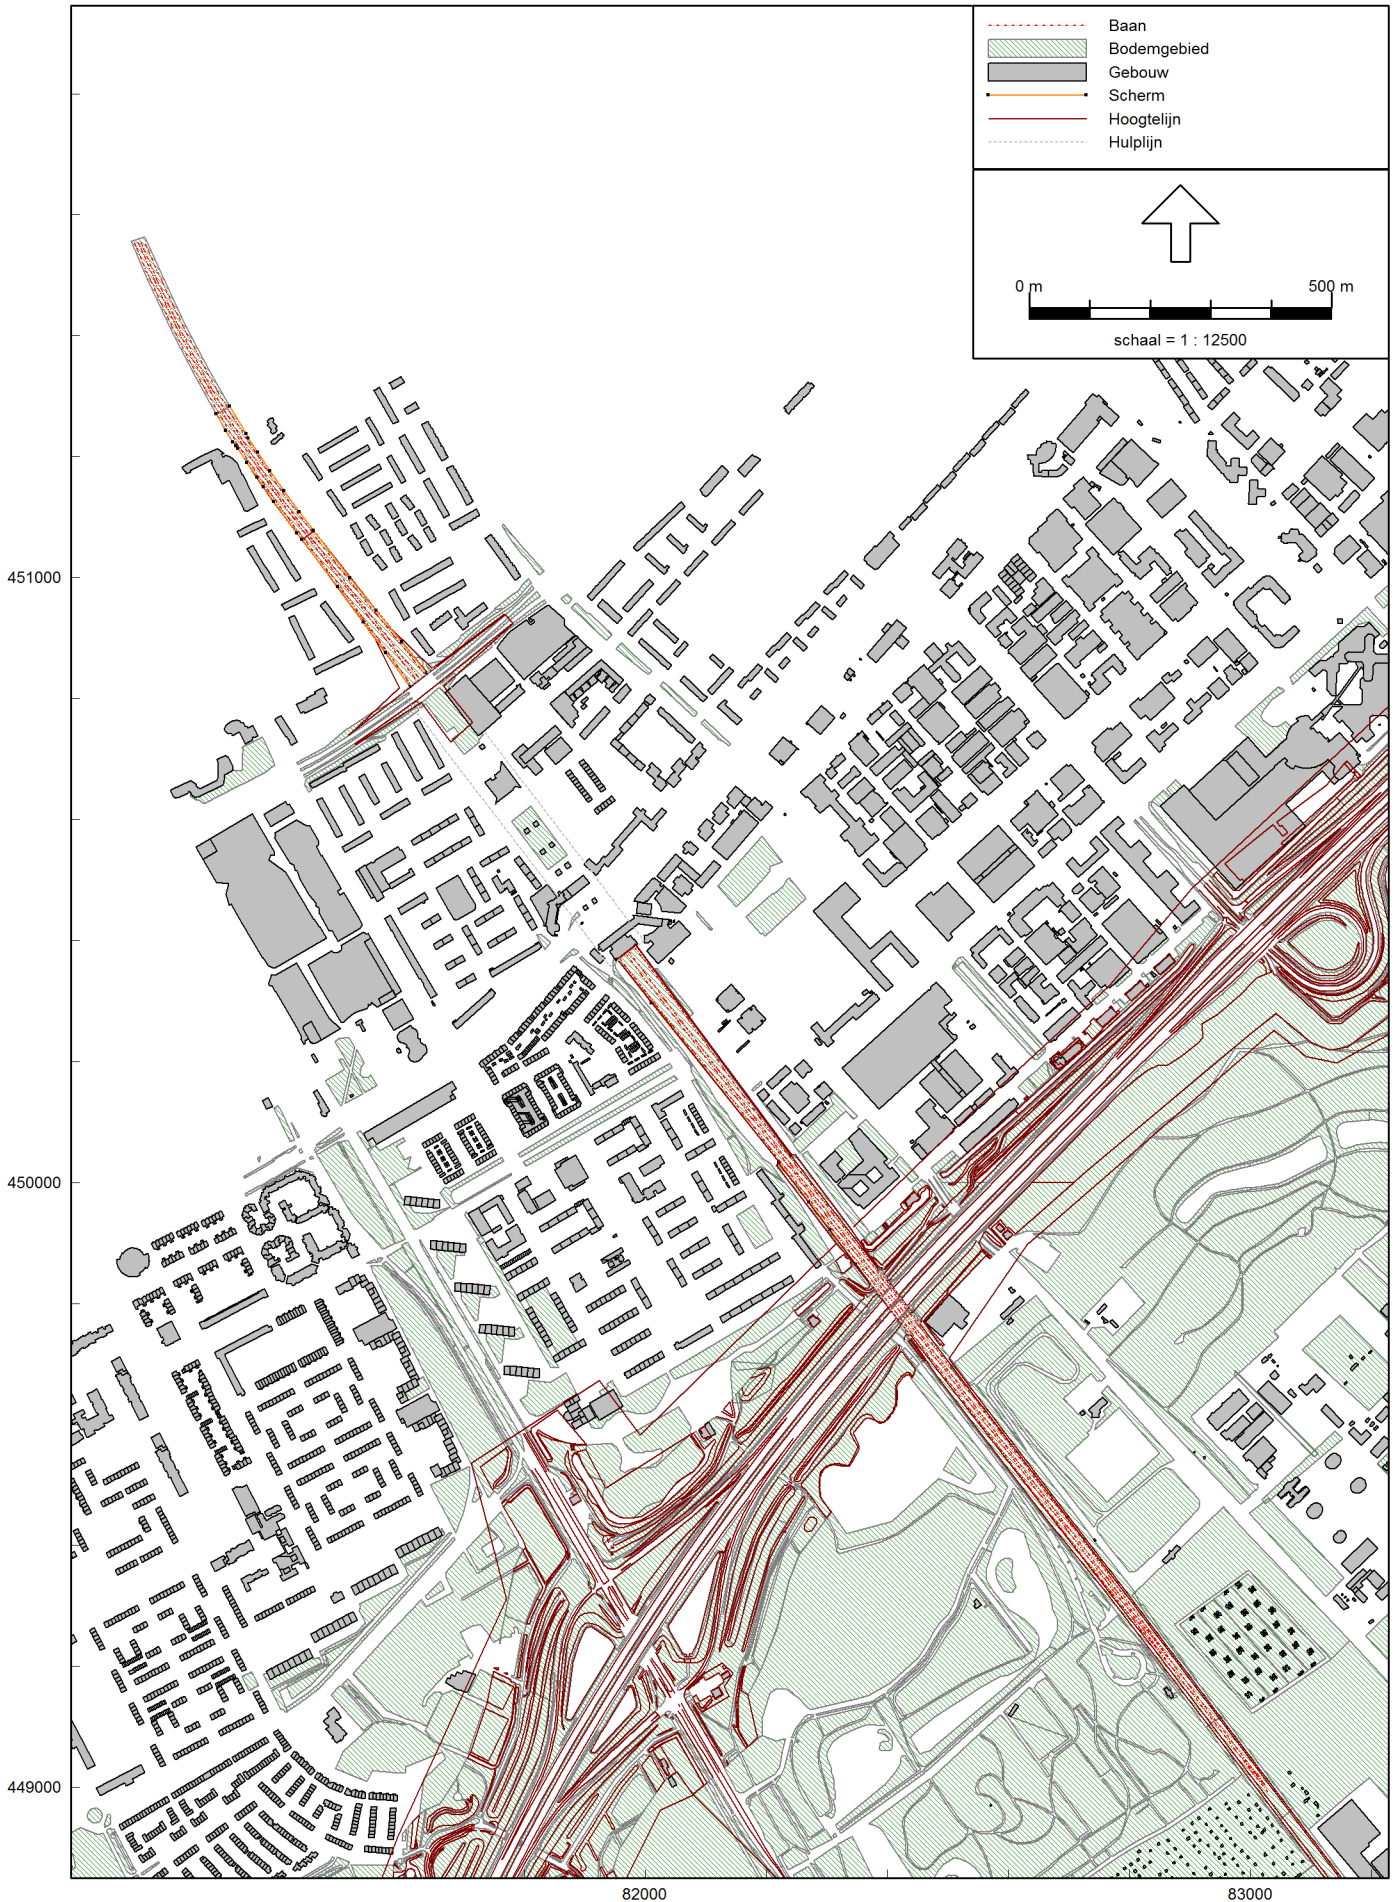 Baan
Bodemgebied
Gebouw
Scherm
Hoogtelijn
Hulplijn
0 m 500 m
schaal = 1 : 12500
451000
450000
449000
82000 83000